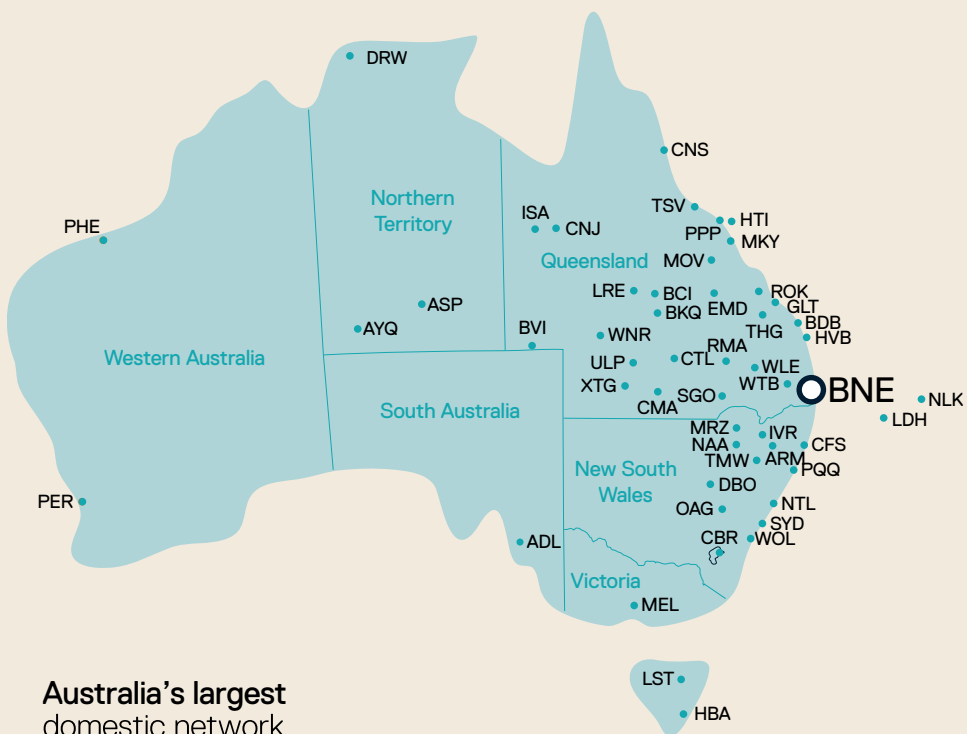 DRW
CNS
Northern
Territory
PHE
TSV
ISA
CNJ
HTI
PPP
MKY
Queensland
MOV
LRE
BCI
EMD
ROK
GLT
ASP
BKQ
AYQ
BVI
WNR
THG
BDB
HVB
Western Australia
RMA
ULP
CTL
WLE
XTG
WTB
BNE
CMA
SGO
NLK
South Australia
LDH
MRZ
IVR
NAA
CFS
TMW
ARM
PQQ
New South
Wales
DBO
PER
OAG
NTL
SYD
ADL
CBR
WOL
Victoria
MEL
LST
HBA
Australia's largest
domestic network